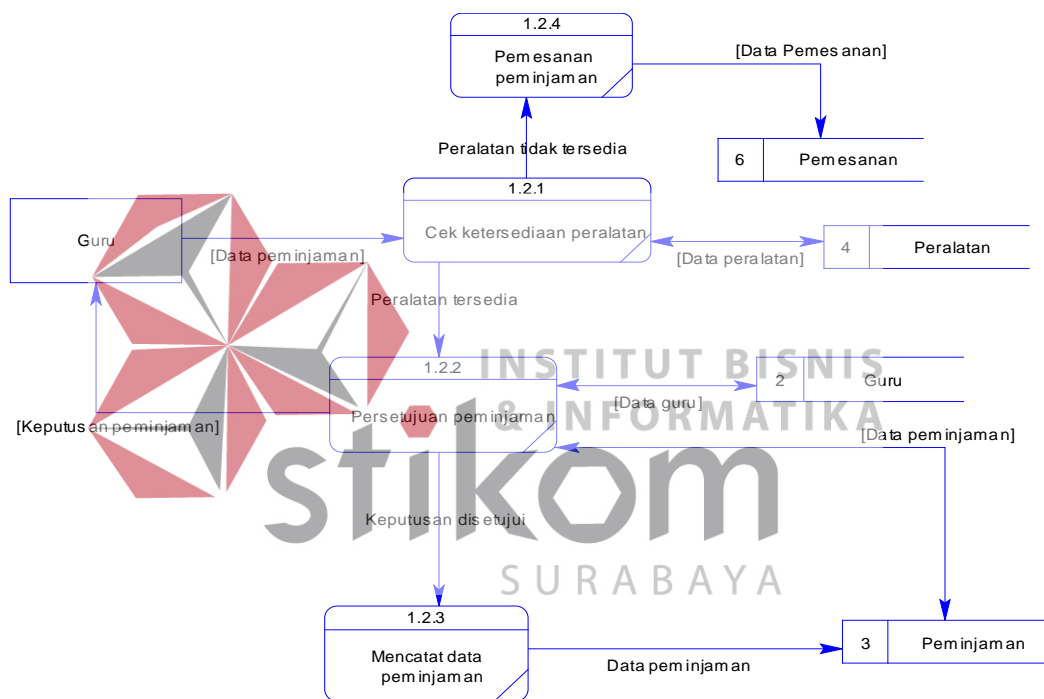 1.2.4
Pemesanan
peminjaman
[Data Pemesanan]
Peralatan tidak tersedia
6 Pemesanan
1.2.1
Cek ketersediaan peralatan
Guru
[Data peminjaman]
[Data peralatan]
4 Peralatan
Peralatan tersedia
INSTITUT BISNIS
& INFORMATIKA
1.2.2
Persetujuan peminjaman
[Data guru]
2 Guru
[Keputusan peminjaman]
[Data peminjaman]
stikom
Keputusan disetujui
SURABAYA
1.2.3
Mencatat data
peminjaman
Data peminjaman
3 Peminjaman